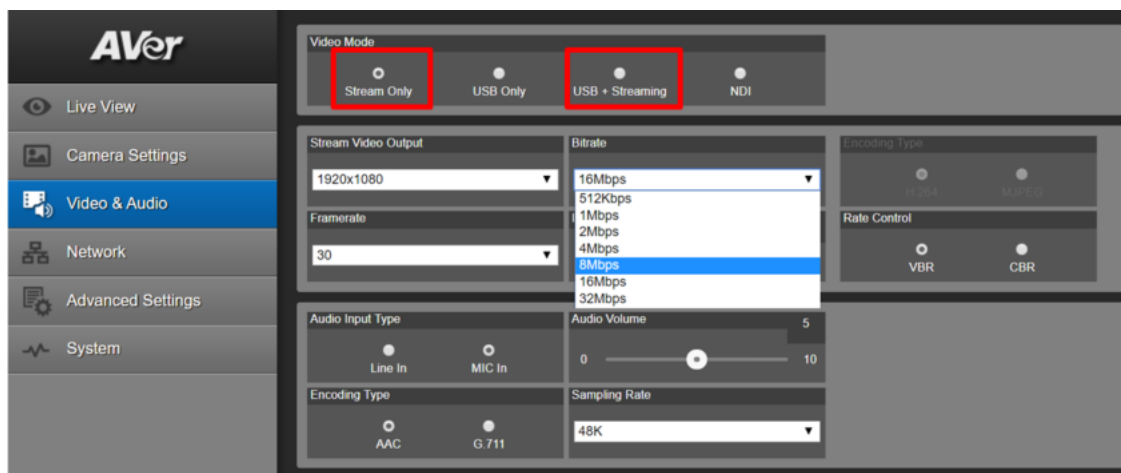 AVer
Live View
Camera Settings
Video & Audio
Network
Advanced Settings
System
Video Mode
Stream Only
USB Only
USB + Streaming
NDI
Stream Video Output
1920x1080
Bitrate
16Mbps
512Kbps
1Mbps
2Mbps
4Mbps
8Mbps
16Mbps
32Mbps
Encoding Type
H.264
MJPEG
Framerate
30
Rate Control
VBR
CBR
Audio Input Type
Line In
MIC In
Audio Volume
5
0
10
Encoding Type
AAC
G.711
Sampling Rate
48K